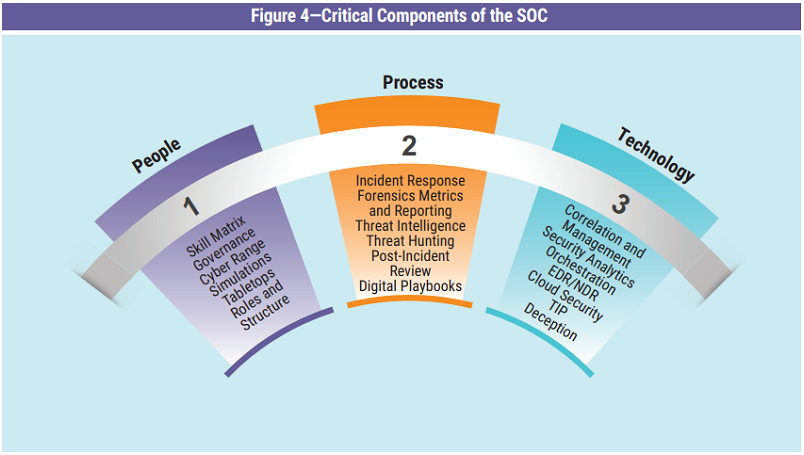 Figure 4—Critical Components of the SOC
People
1
Skill Matrix
Governance
Cyber Range
Simulations
Tabletops
Roles and
Structure
Process
2
Incident Response
Forensics Metrics
and Reporting
Threat Intelligence
Threat Hunting
Post-Incident
Review
Digital Playbooks
Technology
3
Correlation and
Management
Security Analytics
Orchestration
EDR/NDR
Cloud Security
TIP
Deception